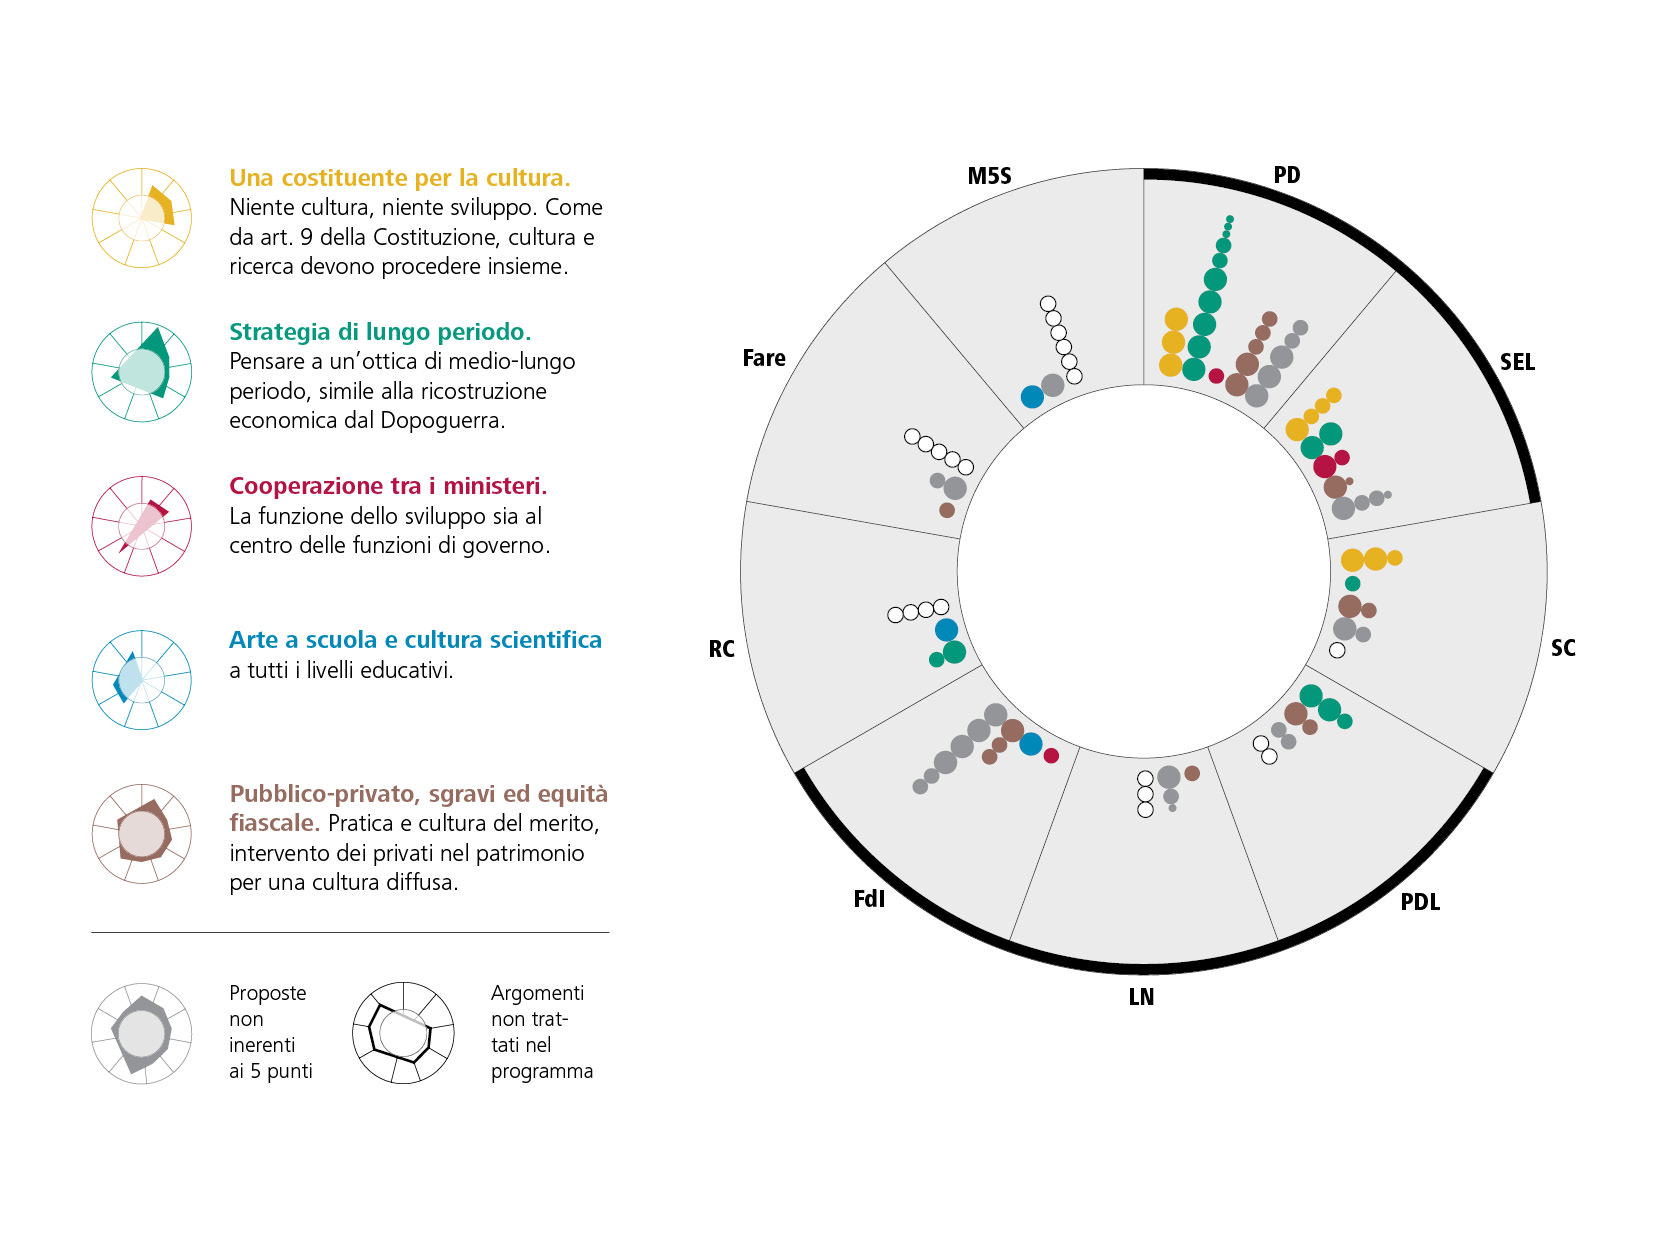 Una costituente per la cultura.
Niente cultura, niente sviluppo. Come
da art. 9 della Costituzione, cultura e
ricerca devono procedere insieme.
Strategia di lungo periodo.
Pensare a un’ottica di medio-lungo
periodo, simile alla ricostruzione
economica dal Dopoguerra.
Cooperazione tra i ministeri.
La funzione dello sviluppo sia al
centro delle funzioni di governo.
Arte a scuola e cultura scientifica
a tutti i livelli educativi.
Pubblico-privato, sgravi ed equità
fiascale. Pratica e cultura del merito,
intervento dei privati nel patrimonio
per una cultura diffusa.
Proposte
non
inerenti
ai 5 punti
Argomenti
non trat-
tati nel
programma
M5S
PD
Fare
SEL
RC
SC
FdI
PDL
LN